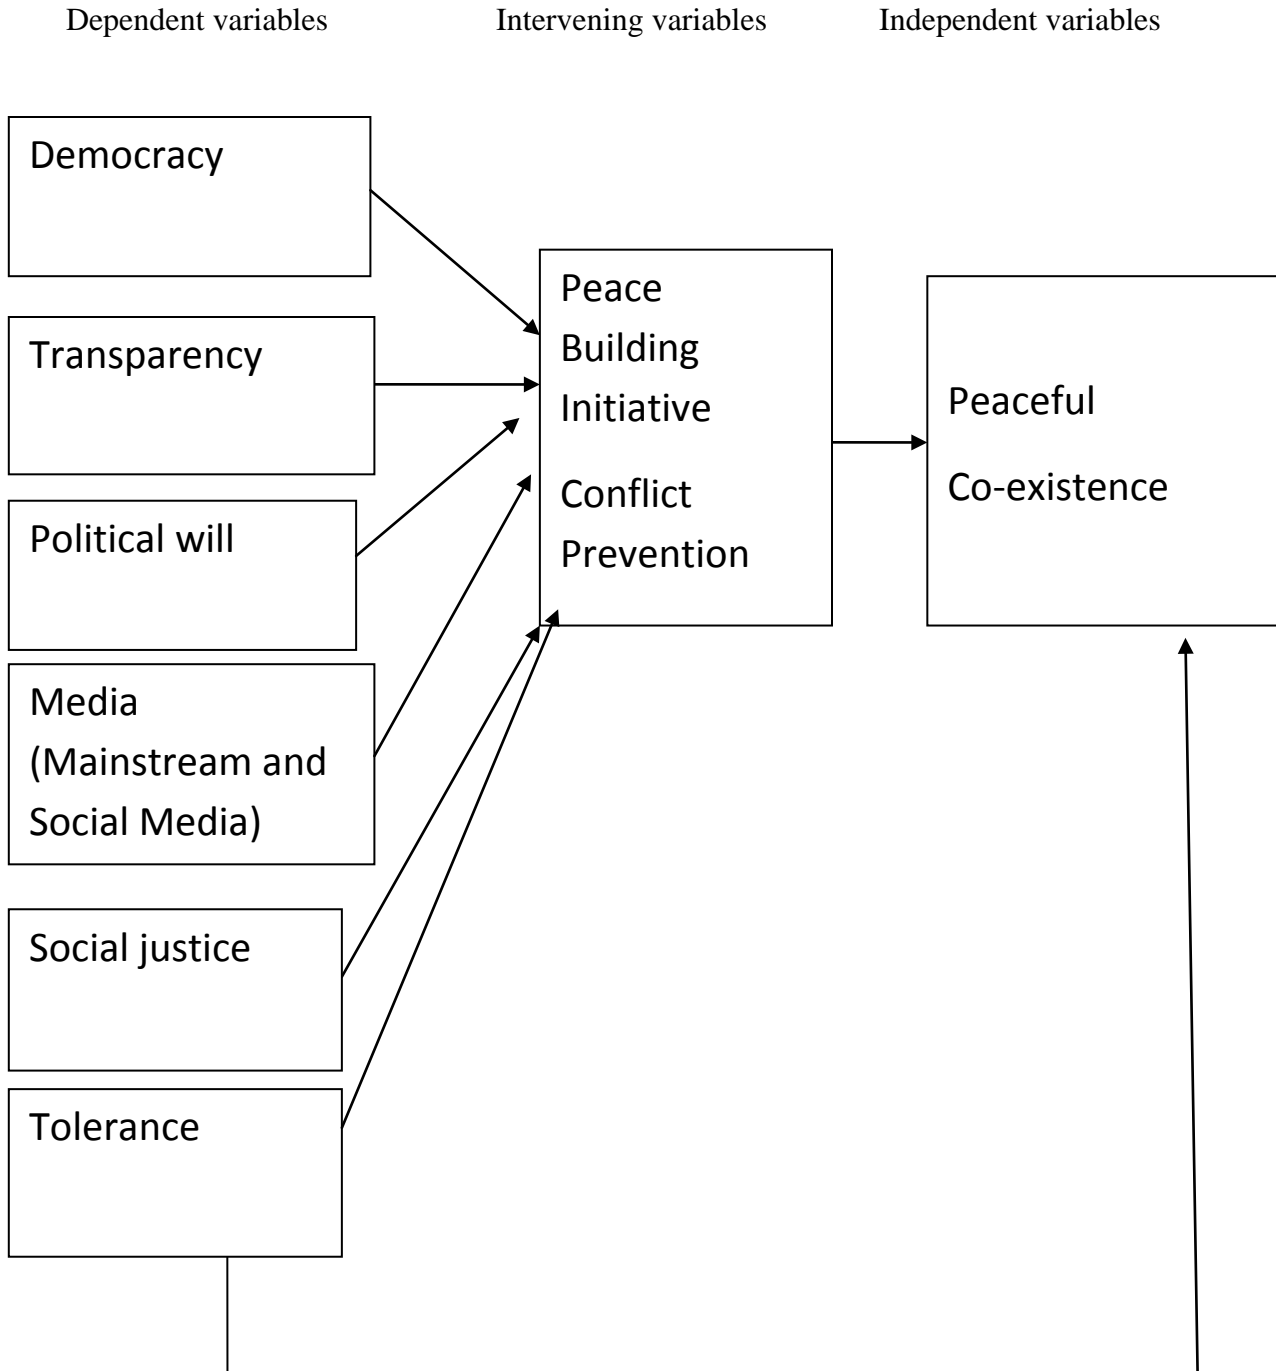 Dependent variables Intervening variables Independent variables
Democracy
Transparency
Political will
Media
(Mainstream and
Social Media)
Social justice
Tolerance
Peace
Building
Initiative
Conflict
Prevention
Peaceful
Co-existence